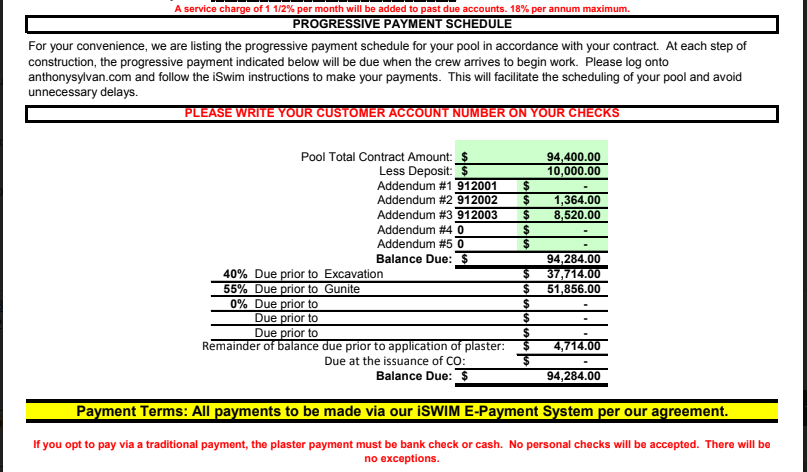 A service charge of 1 1/2% per month will be added to past due accounts. 18% per annum maximum.
PROGRESSIVE PAYMENT SCHEDULE
For your convenience, we are listing the progressive payment schedule for your pool in accordance with your contract. At each step of
construction, the progressive payment indicated below will be due when the crew arrives to begin work. Please log onto
anthonysylvan.com and follow the iSwim instructions to make your payments. This will facilitate the scheduling of your pool and avoid
unnecessary delays.
PLEASE WRITE YOUR CUSTOMER ACCOUNT NUMBER ON YOUR CHECKS
Pool Total Contract Amount: $ 94,400.00
Less Deposit: $ 10,000.00
Addendum #1 912001 $ -
Addendum #2 912002 $ 1,364.00
Addendum #3 912003 $ 8,520.00
Addendum #4 0 $ -
Addendum #5 0 $ -
Balance Due: $ 94,284.00
40% Due prior to Excavation $ 37,714.00
55% Due prior to Gunite $ 51,856.00
0% Due prior to $ -
Due prior to $ -
Due prior to $ -
Remainder of balance due prior to application of plaster: $ 4,714.00
Due at the issuance of CO: $ -
Balance Due: $ 94,284.00
Payment Terms: All payments to be made via our iSWIM E-Payment System per our agreement.
If you opt to pay via a traditional payment, the plaster payment must be bank check or cash. No personal checks will be accepted. There will be
no exceptions.